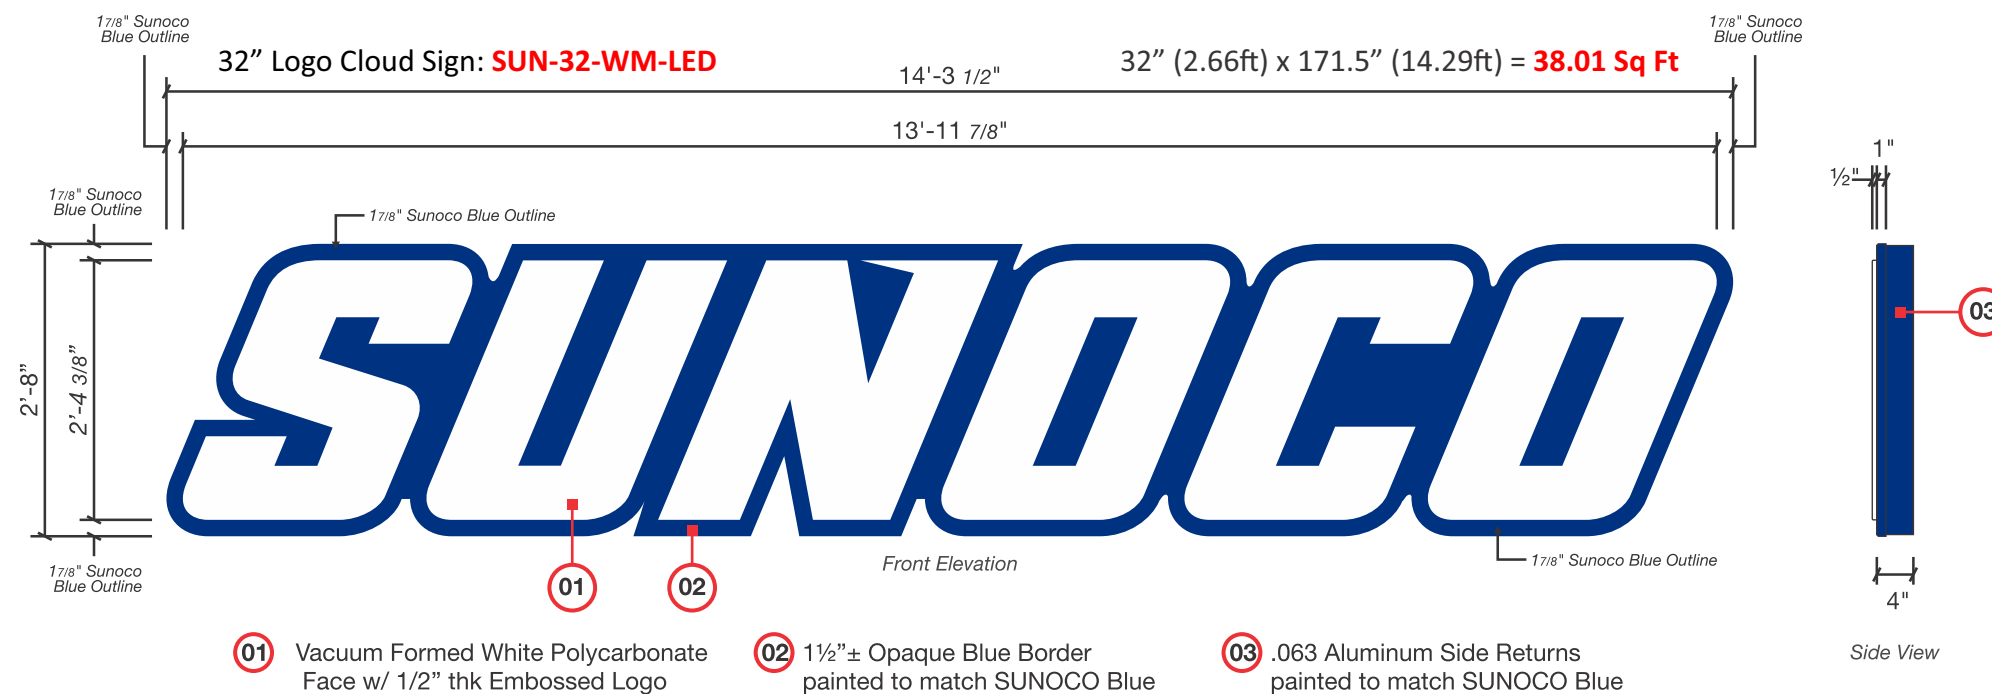 1 7/8" Sunoco
Blue Outline
32” Logo Cloud Sign: SUN-32-WM-LED
32” (2.66ft) x 171.5” (14.29ft) = 38.01 Sq Ft
1 7/8" Sunoco
Blue Outline
14'-3 1/2"
13'-11 7/8"
1"
½"
1 7/8" Sunoco
Blue Outline
1 7/8" Sunoco Blue Outline
2’-8”
2’-4 3/8”
SUNOCO
03
1 7/8" Sunoco
Blue Outline
Front Elevation
1 7/8" Sunoco Blue Outline
01
02
4"
01 Vacuum Formed White Polycarbonate
Face w/ 1/2” thk Embossed Logo
02 1½”± Opaque Blue Border
painted to match SUNOCO Blue
03 .063 Aluminum Side Returns
painted to match SUNOCO Blue
Side View